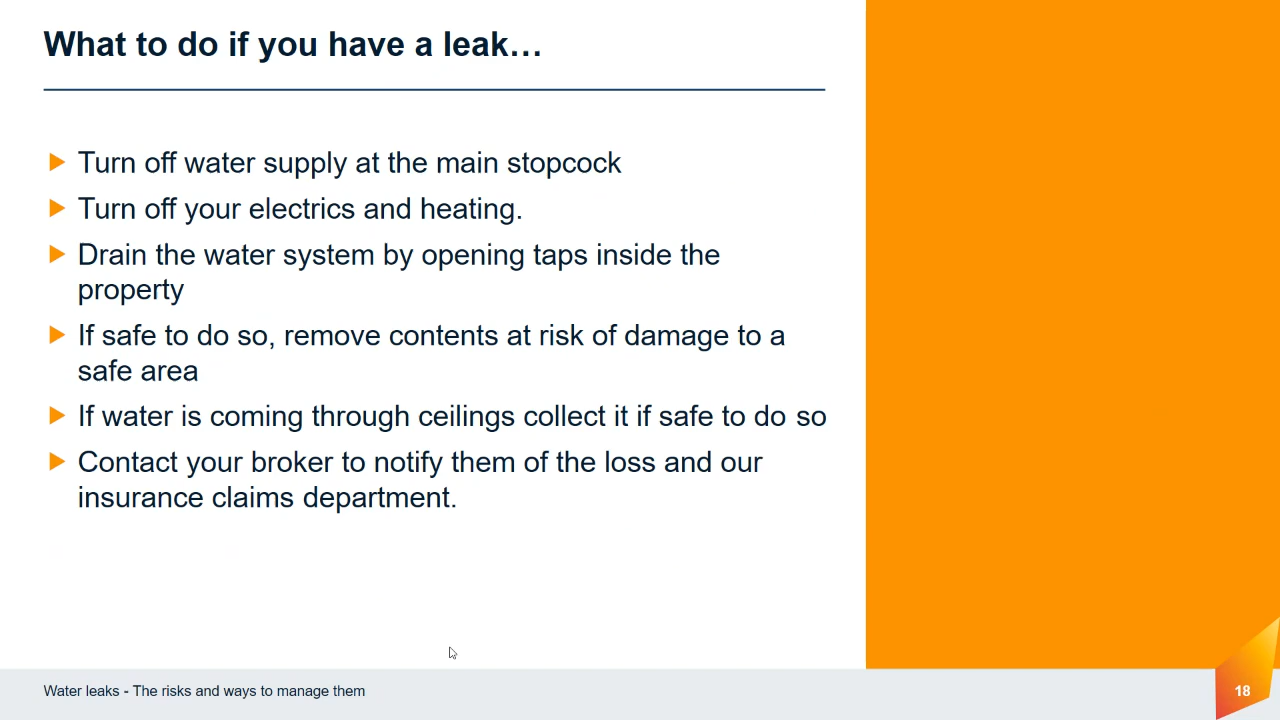 What to do if you have a leak…
Turn off water supply at the main stopcock
Turn off your electrics and heating.
Drain the water system by opening taps inside the
property
If safe to do so, remove contents at risk of damage to a
safe area
If water is coming through ceilings collect it if safe to do so
Contact your broker to notify them of the loss and our
insurance claims department.
Water leaks - The risks and ways to manage them
18